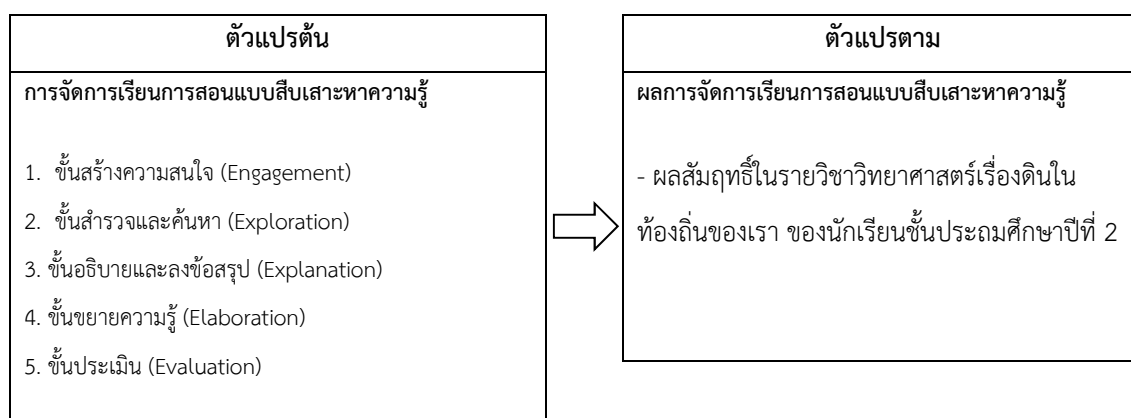 ตัวแปรต้น
การจัดการเรียนการสอนแบบสืบเสาะหาความรู้
1. ขั้นสร้างความสนใจ (Engagement)
2. ขั้นสำรวจและค้นหา (Exploration)
3. ขั้นอธิบายและลงข้อสรุป (Explanation)
4. ขั้นขยายความรู้ (Elaboration)
5. ขั้นประเมิน (Evaluation)
ตัวแปรตาม
ผลการจัดการเรียนการสอนแบบสืบเสาะหาความรู้
- ผลสัมฤทธิ์ในรายวิชาวิทยาศาสตร์เรื่องดินใน
ท้องถิ่นของเรา ของนักเรียนชั้นประถมศึกษาปีที่ 2